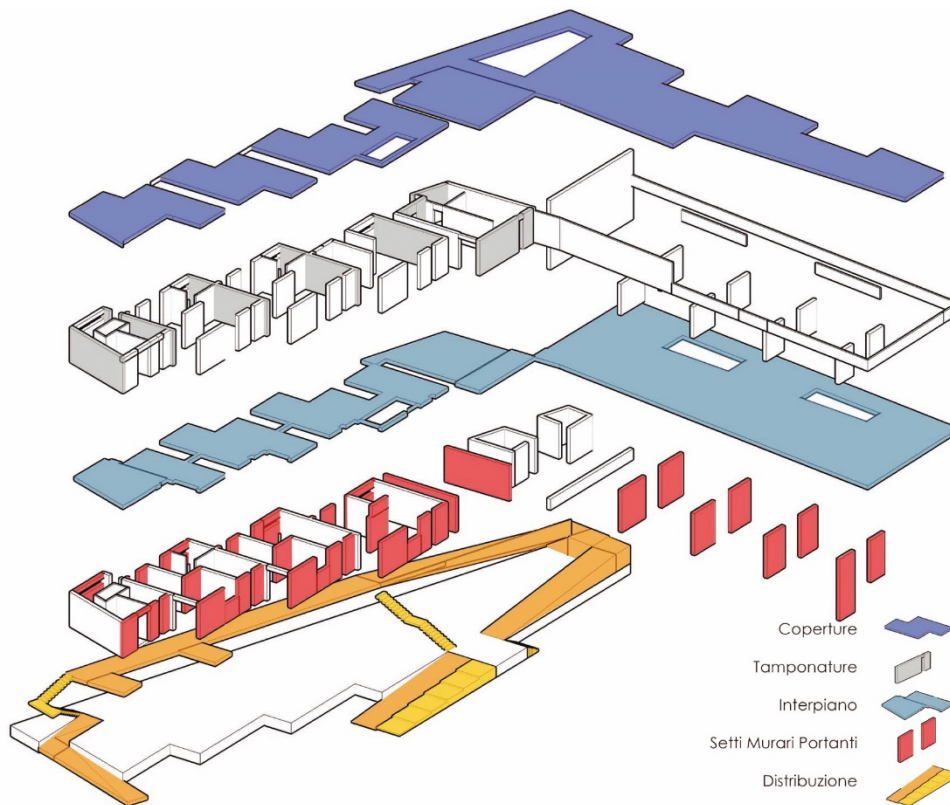 Coperture
Tamponature
Interpiano
Setti Murari Portanti
Distribuzione